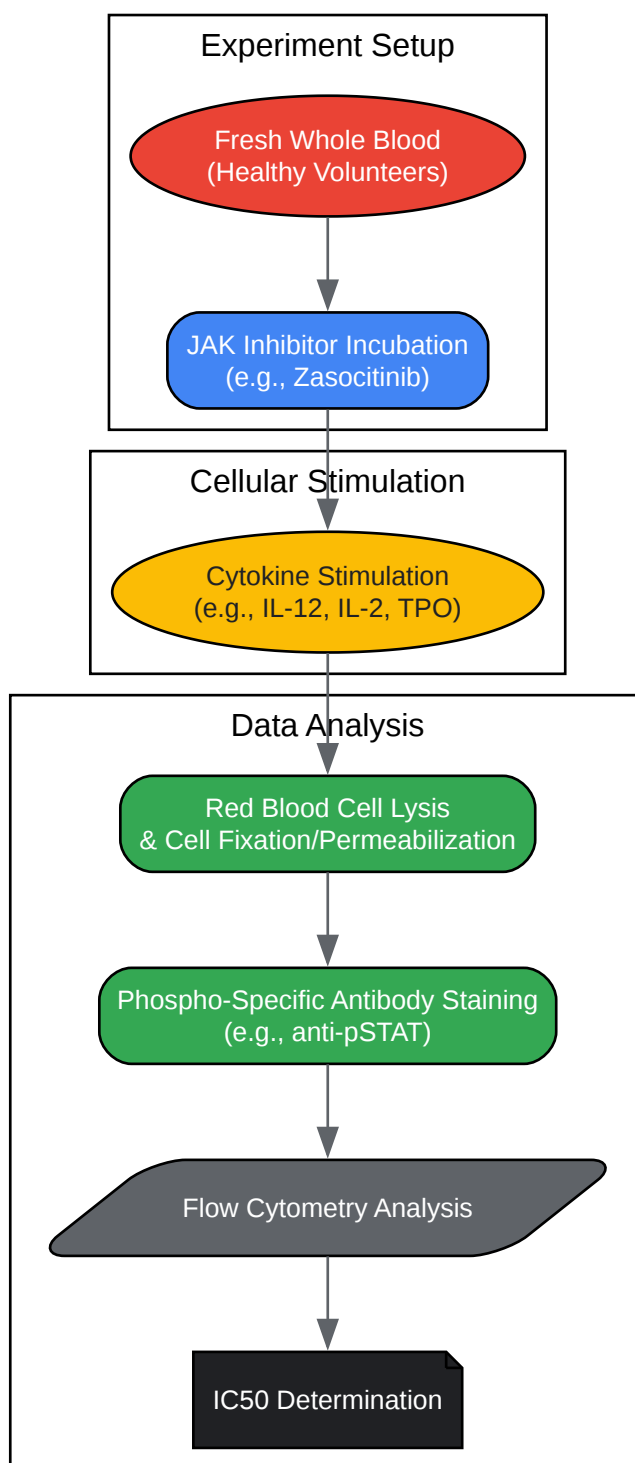 Experiment Setup
Fresh Whole Blood
(Healthy Volunteers)
JAK Inhibitor Incubation
(e.g., Zasocitinib)
Cellular Stimulation
Cytokine Stimulation
(e.g., IL-12, IL-2, TPO)
Data Analysis
Red Blood Cell Lysis
& Cell Fixation/Permeabilization
Phospho-Specific Antibody Staining
(e.g., anti-pSTAT)
Flow Cytometry Analysis
IC50 Determination